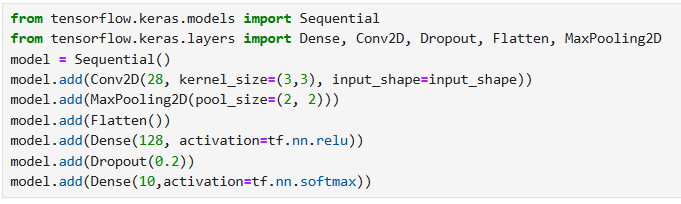 from tensorflow.keras.models import Sequential
from tensorflow.keras.layers import Dense, Conv2D, Dropout, Flatten, MaxPooling2D
model = Sequential()
model.add(Conv2D(28, kernel_size=(3,3), input_shape=input_shape))
model.add(MaxPooling2D(pool_size=(2, 2)))
model.add(Flatten())
model.add(Dense(128, activation=tf.nn.relu))
model.add(Dropout(0.2))
model.add(Dense(10,activation=tf.nn.softmax))